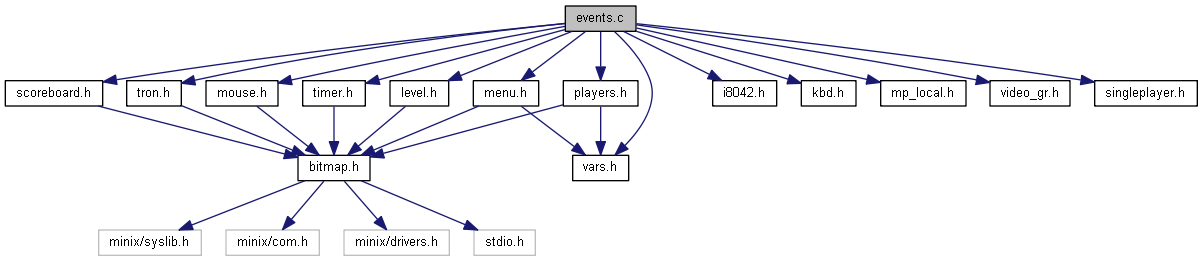 events.c
scoreboard.h
tron.h
mouse.h
timer.h
level.h
menu.h
players.h
i8042.h
kbd.h
mp_local.h
video_gr.h
singleplayer.h
bitmap.h
vars.h
minix/syslib.h
minix/com.h
minix/drivers.h
stdio.h